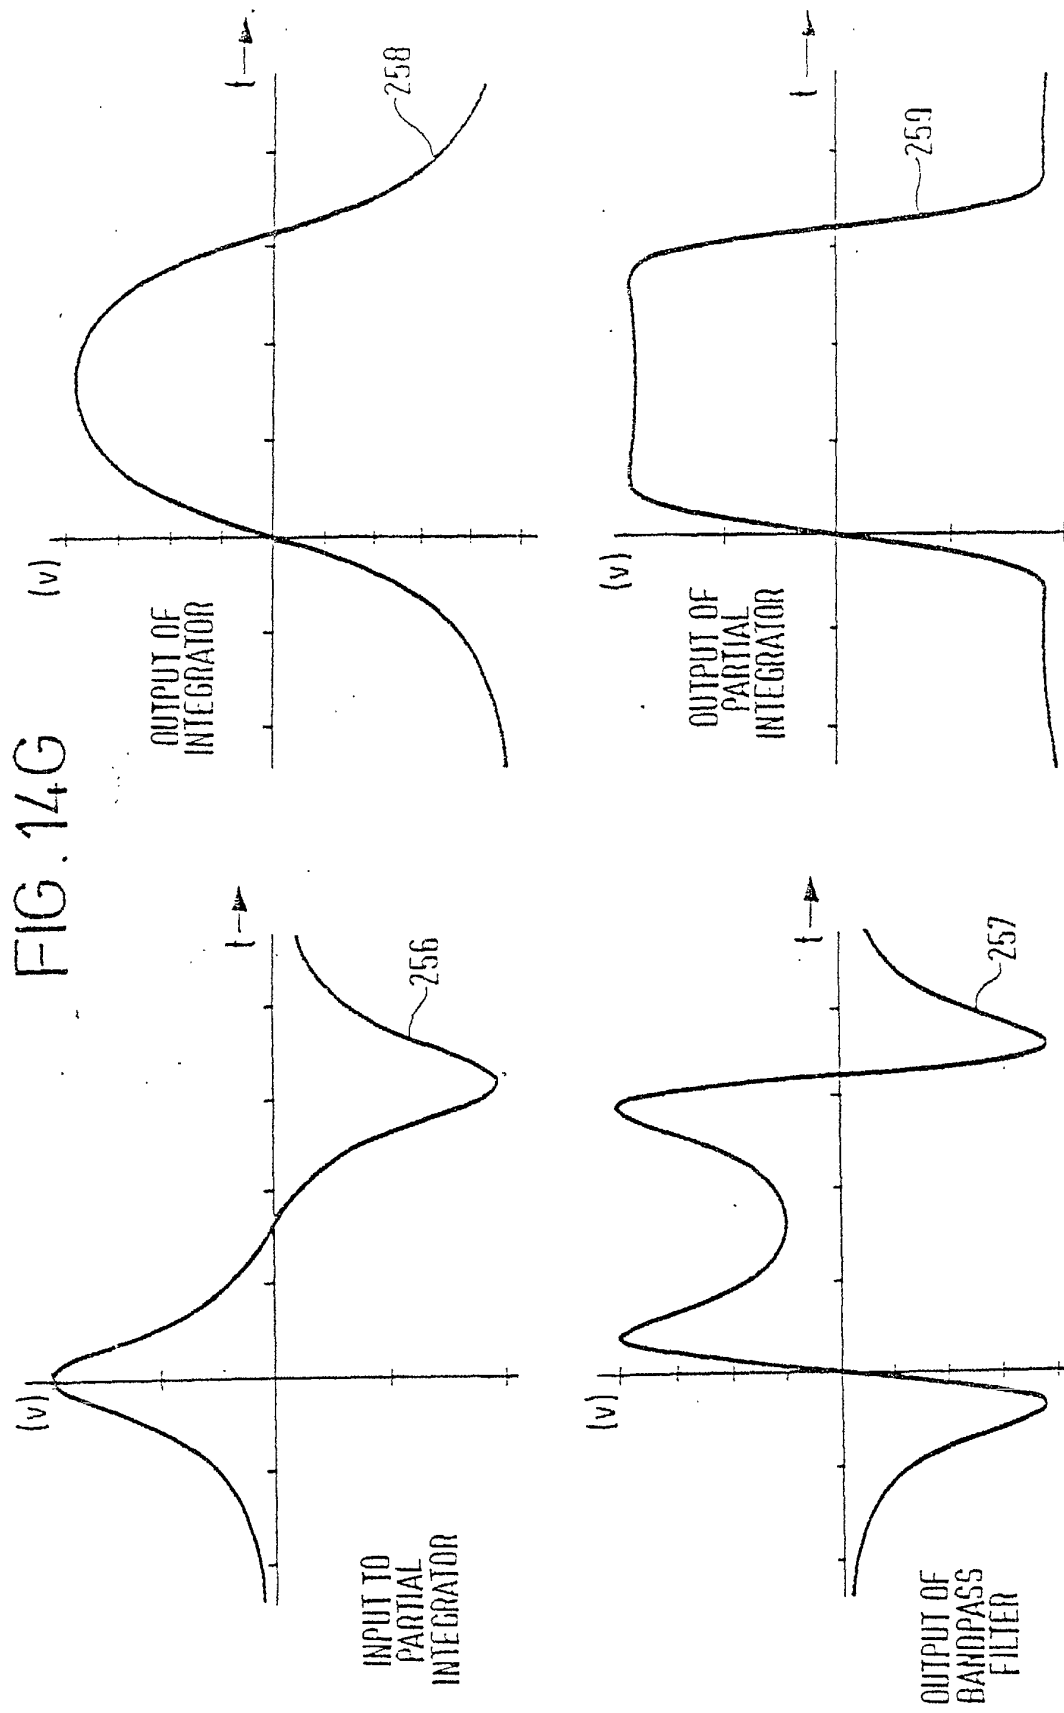 FIG. 14G
(v)
t
INPUT TO
PARTIAL
INTEGRATOR
256
(v)
t
OUTPUT OF
INTEGRATOR
258
(v)
t
OUTPUT OF
BANDPASS
FILTER
257
(v)
t
OUTPUT OF
PARTIAL
INTEGRATOR
259